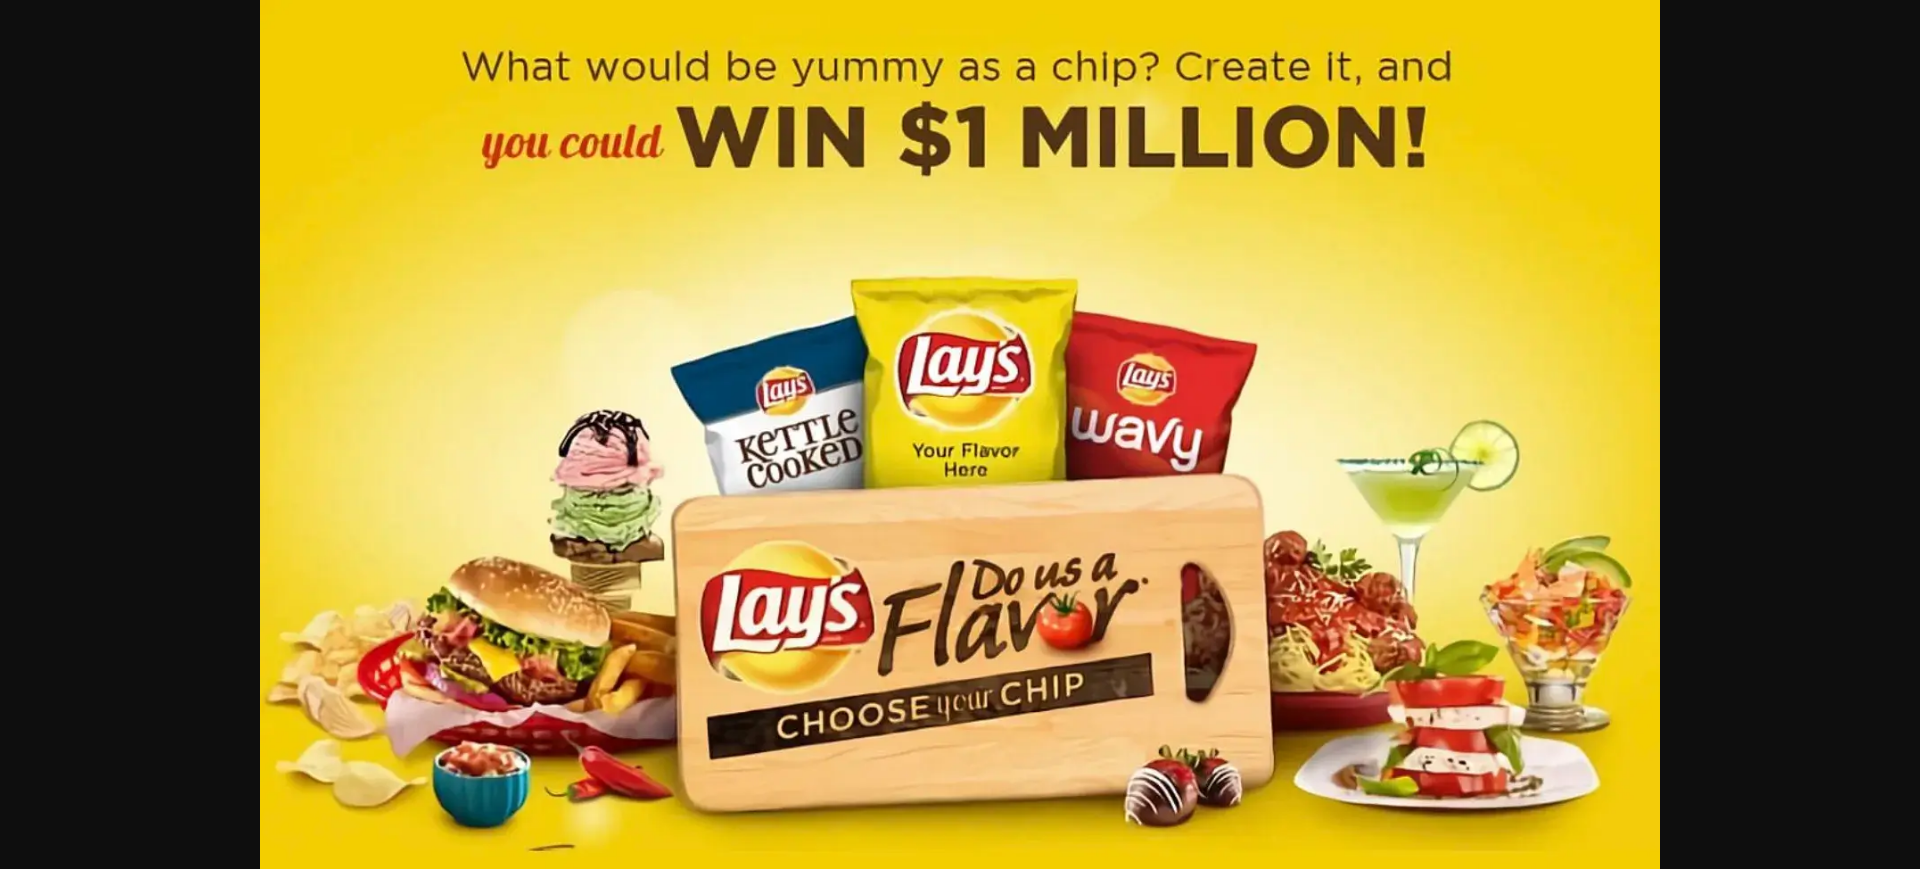 What would be yummy as a chip? Create it, and
you could WIN $1 MILLION!
Lay's
KETTLE
COOKED
Lay's
Your Flavor
Here
Lay's
wavy
Lay's
Do us a
Flavor
CHOOSE your CHIP